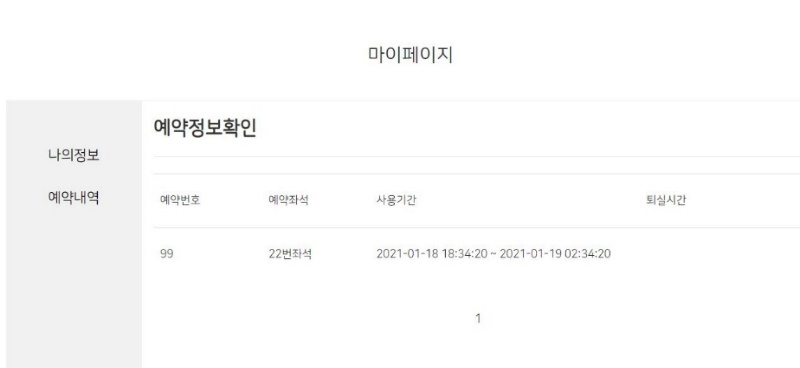 마이페이지
예약정보확인
나의정보
예약내역
예약번호 예약좌석 사용기간 퇴실시간
99 22번좌석 2021-01-18 18:34:20 ~ 2021-01-19 02:34:20
1